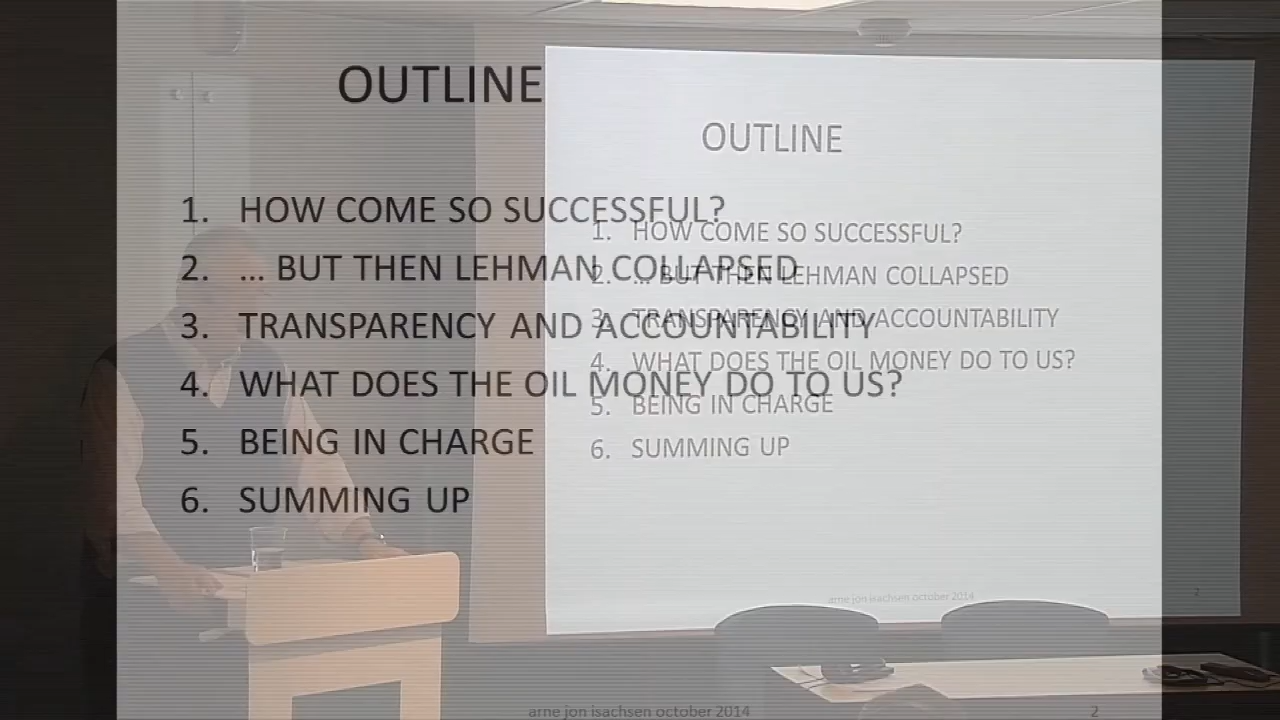 OUTLINE
1. HOW COME SO SUCCESSFUL?
2. ... BUT THEN LEHMAN COLLAPSED
3. TRANSPARENCY AND ACCOUNTABILITY
4. WHAT DOES THE OIL MONEY DO TO US?
5. BEING IN CHARGE
6. SUMMING UP
arne jon isachsen october 2014
2
OUTLINE
1. HOW COME SO SUCCESSFUL?
2. ... BUT THEN LEHMAN COLLAPSED
3. TRANSPARENCY AND ACCOUNTABILITY
4. WHAT DOES THE OIL MONEY DO TO US?
5. BEING IN CHARGE
6. SUMMING UP
arne jon isachsen october 2014
2